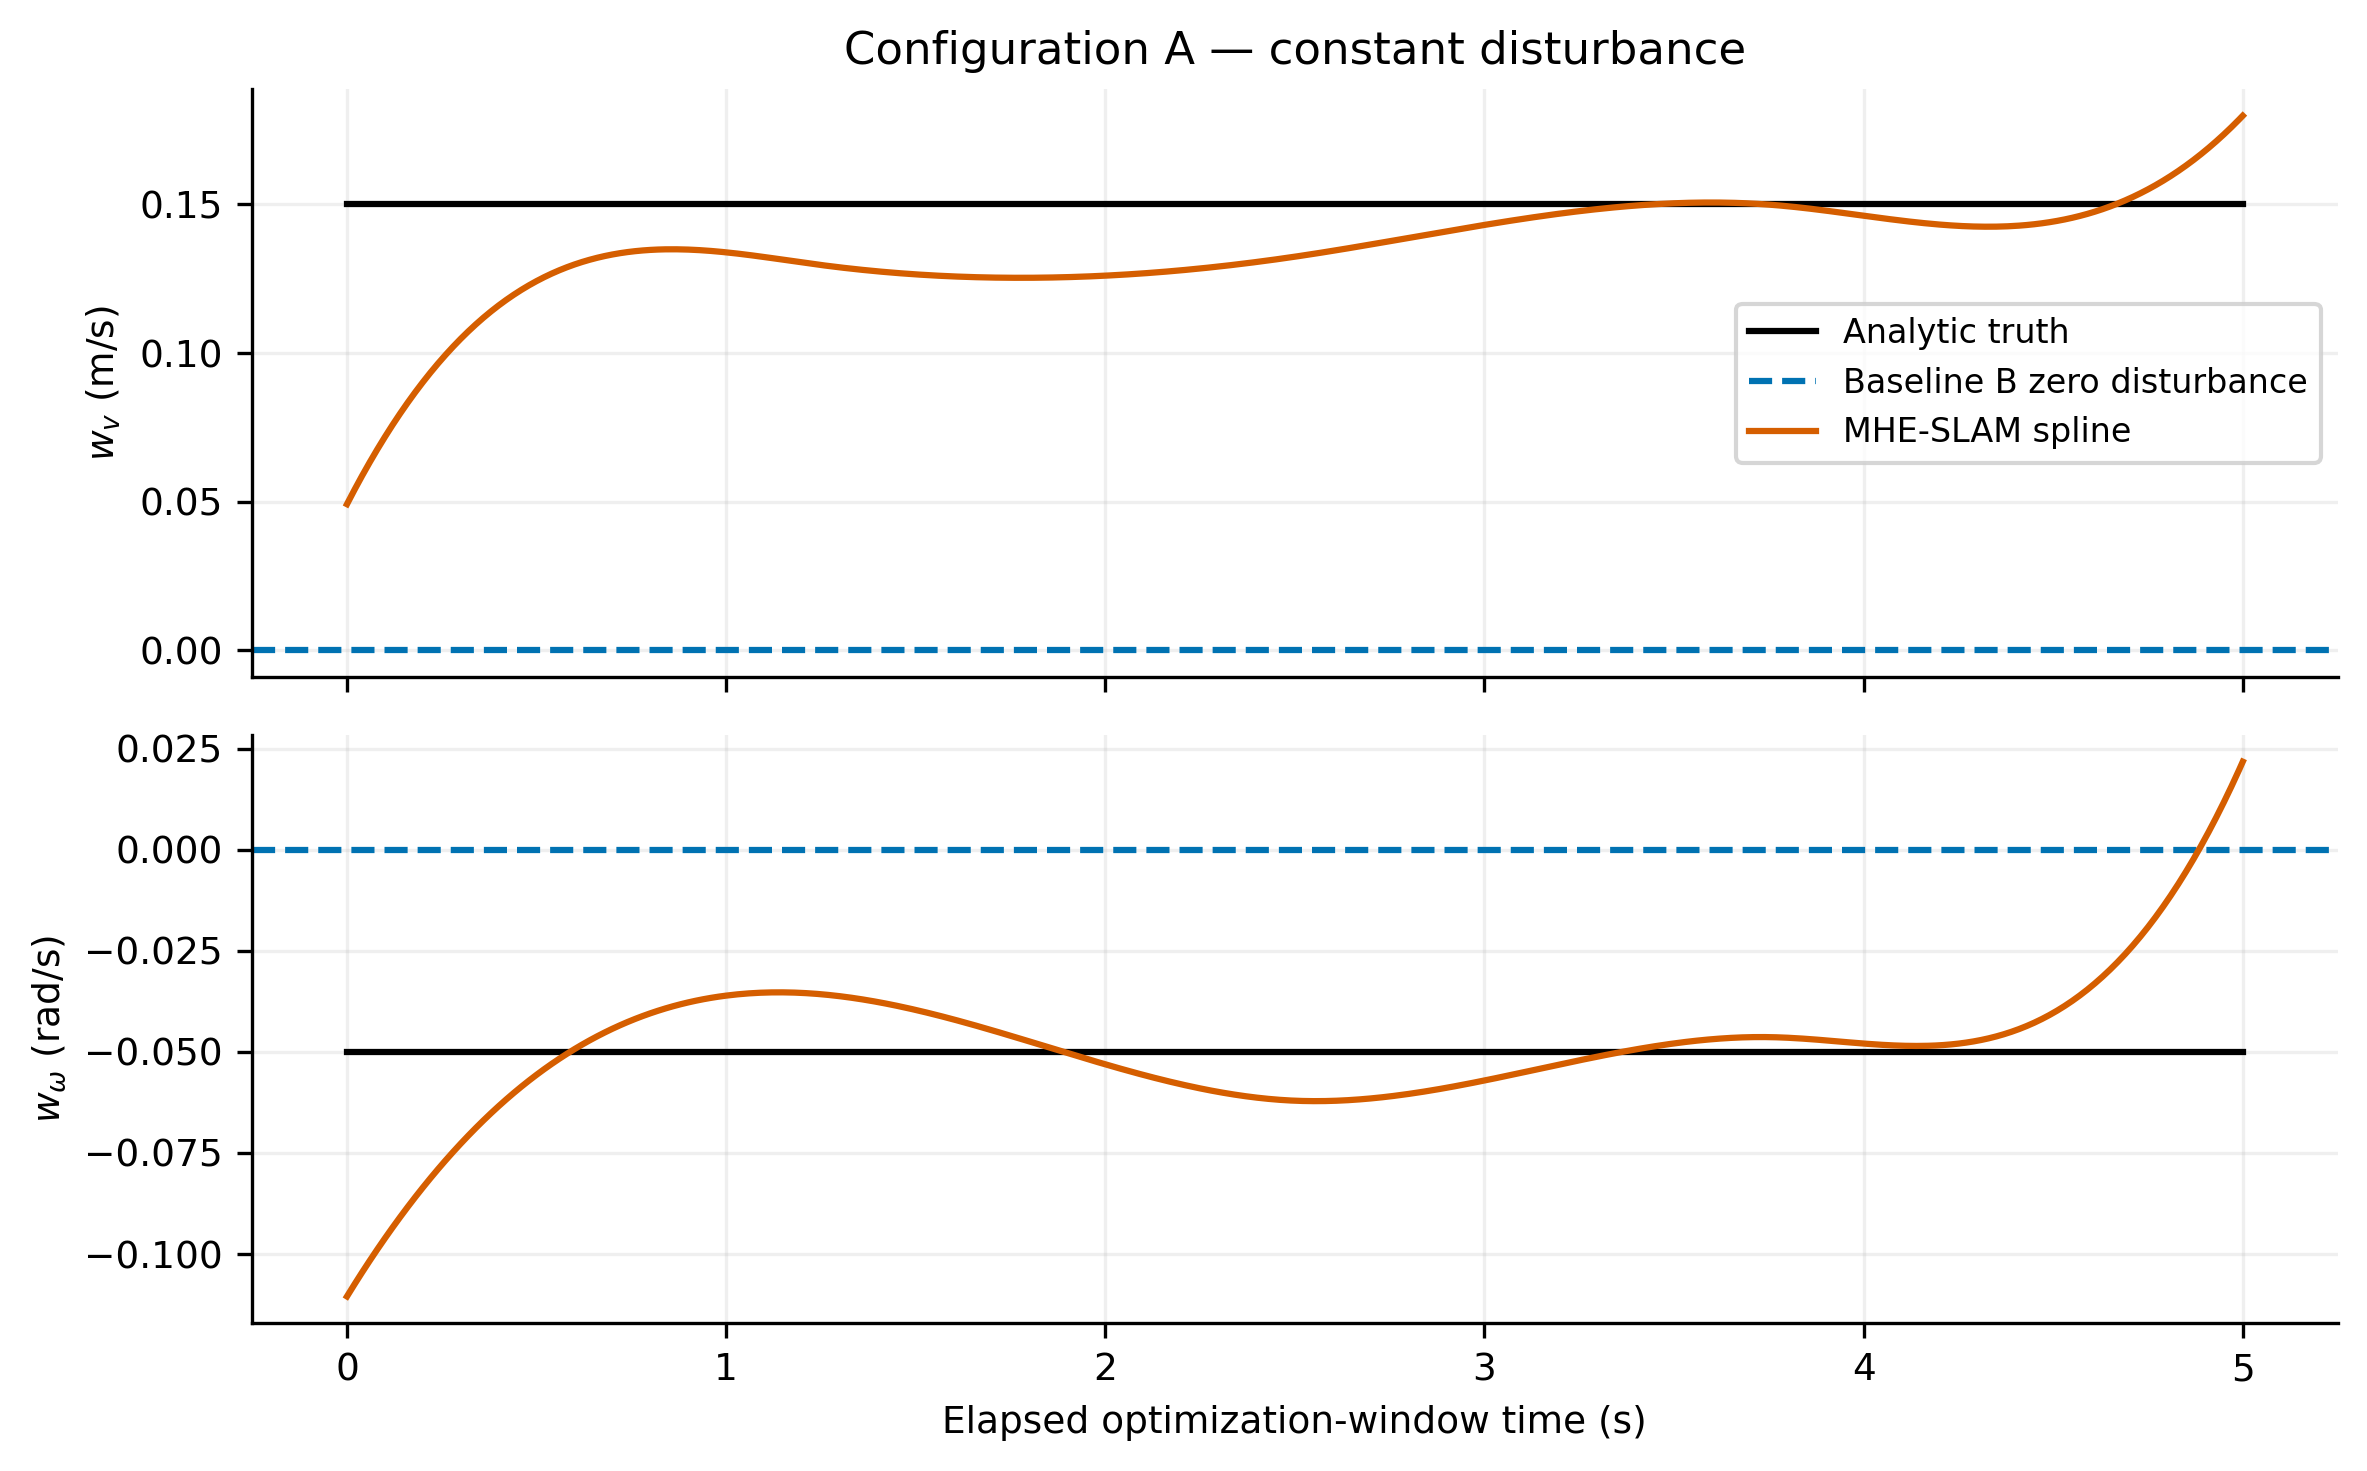 Configuration A — constant disturbance
w_v (m/s)
0.15
0.10
0.05
0.00
Analytic truth
Baseline B zero disturbance
MHE-SLAM spline
w_ω (rad/s)
0.025
0.000
−0.025
−0.050
−0.075
−0.100
0 1 2 3 4 5
Elapsed optimization-window time (s)